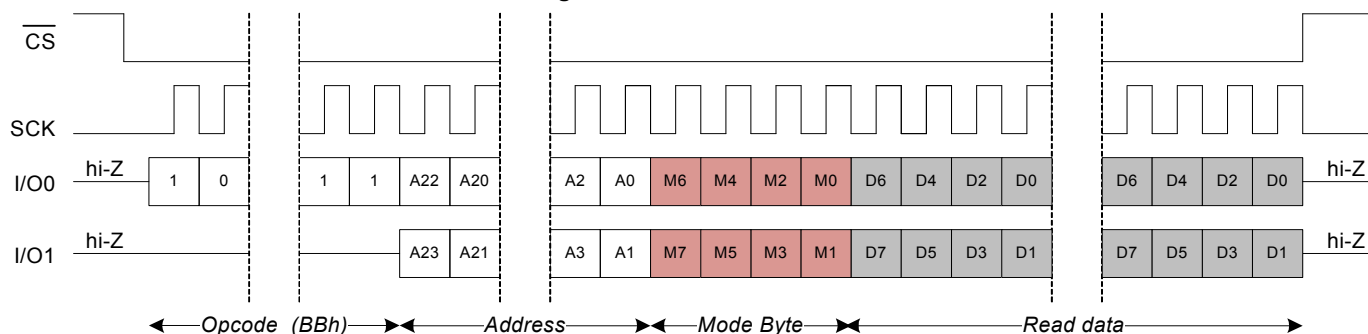 CS
SCK
I/O0 hi-Z 1 0 1 1 A22 A20 A2 A0 M6 M4 M2 M0 D6 D4 D2 D0 D6 D4 D2 D0 hi-Z
I/O1 hi-Z A23 A21 A3 A1 M7 M5 M3 M1 D7 D5 D3 D1 D7 D5 D3 D1 hi-Z
Opcode (BBh) Address Mode Byte Read data